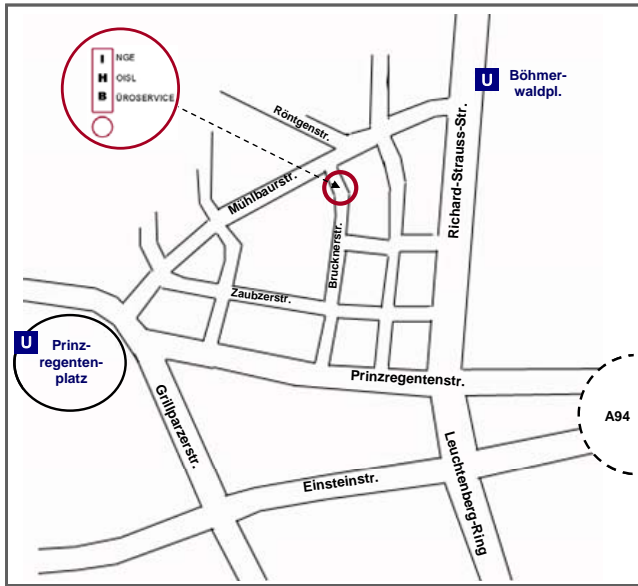 I NGE
H OISL
B ÜROSERVICE
U
Böhmer-
waldpl.
Röntgenstr.
Mühlbaurstr.
Richard-Strauss-Str.
Brucknerstr.
Zaubzerstr.
U
Prinz-
regenten-
platz
Prinzregentenstr.
A94
Grillparzerstr.
Einsteinstr.
Leuchtenberg-Ring